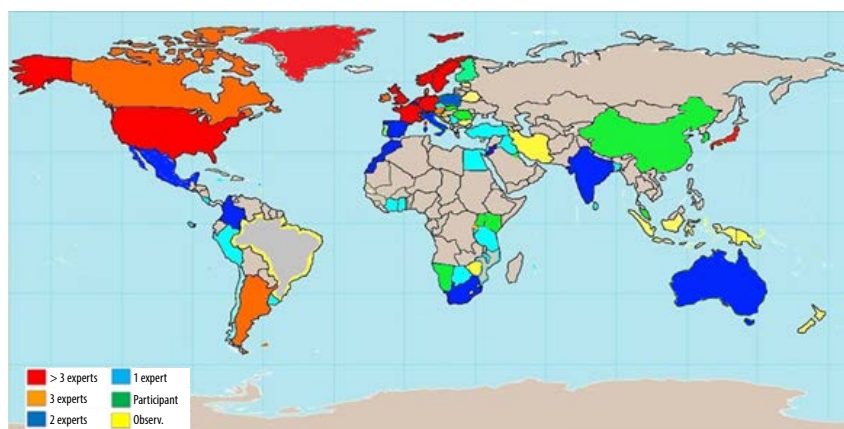 > 3 experts
3 experts
2 experts
1 expert
Participant
Observ.